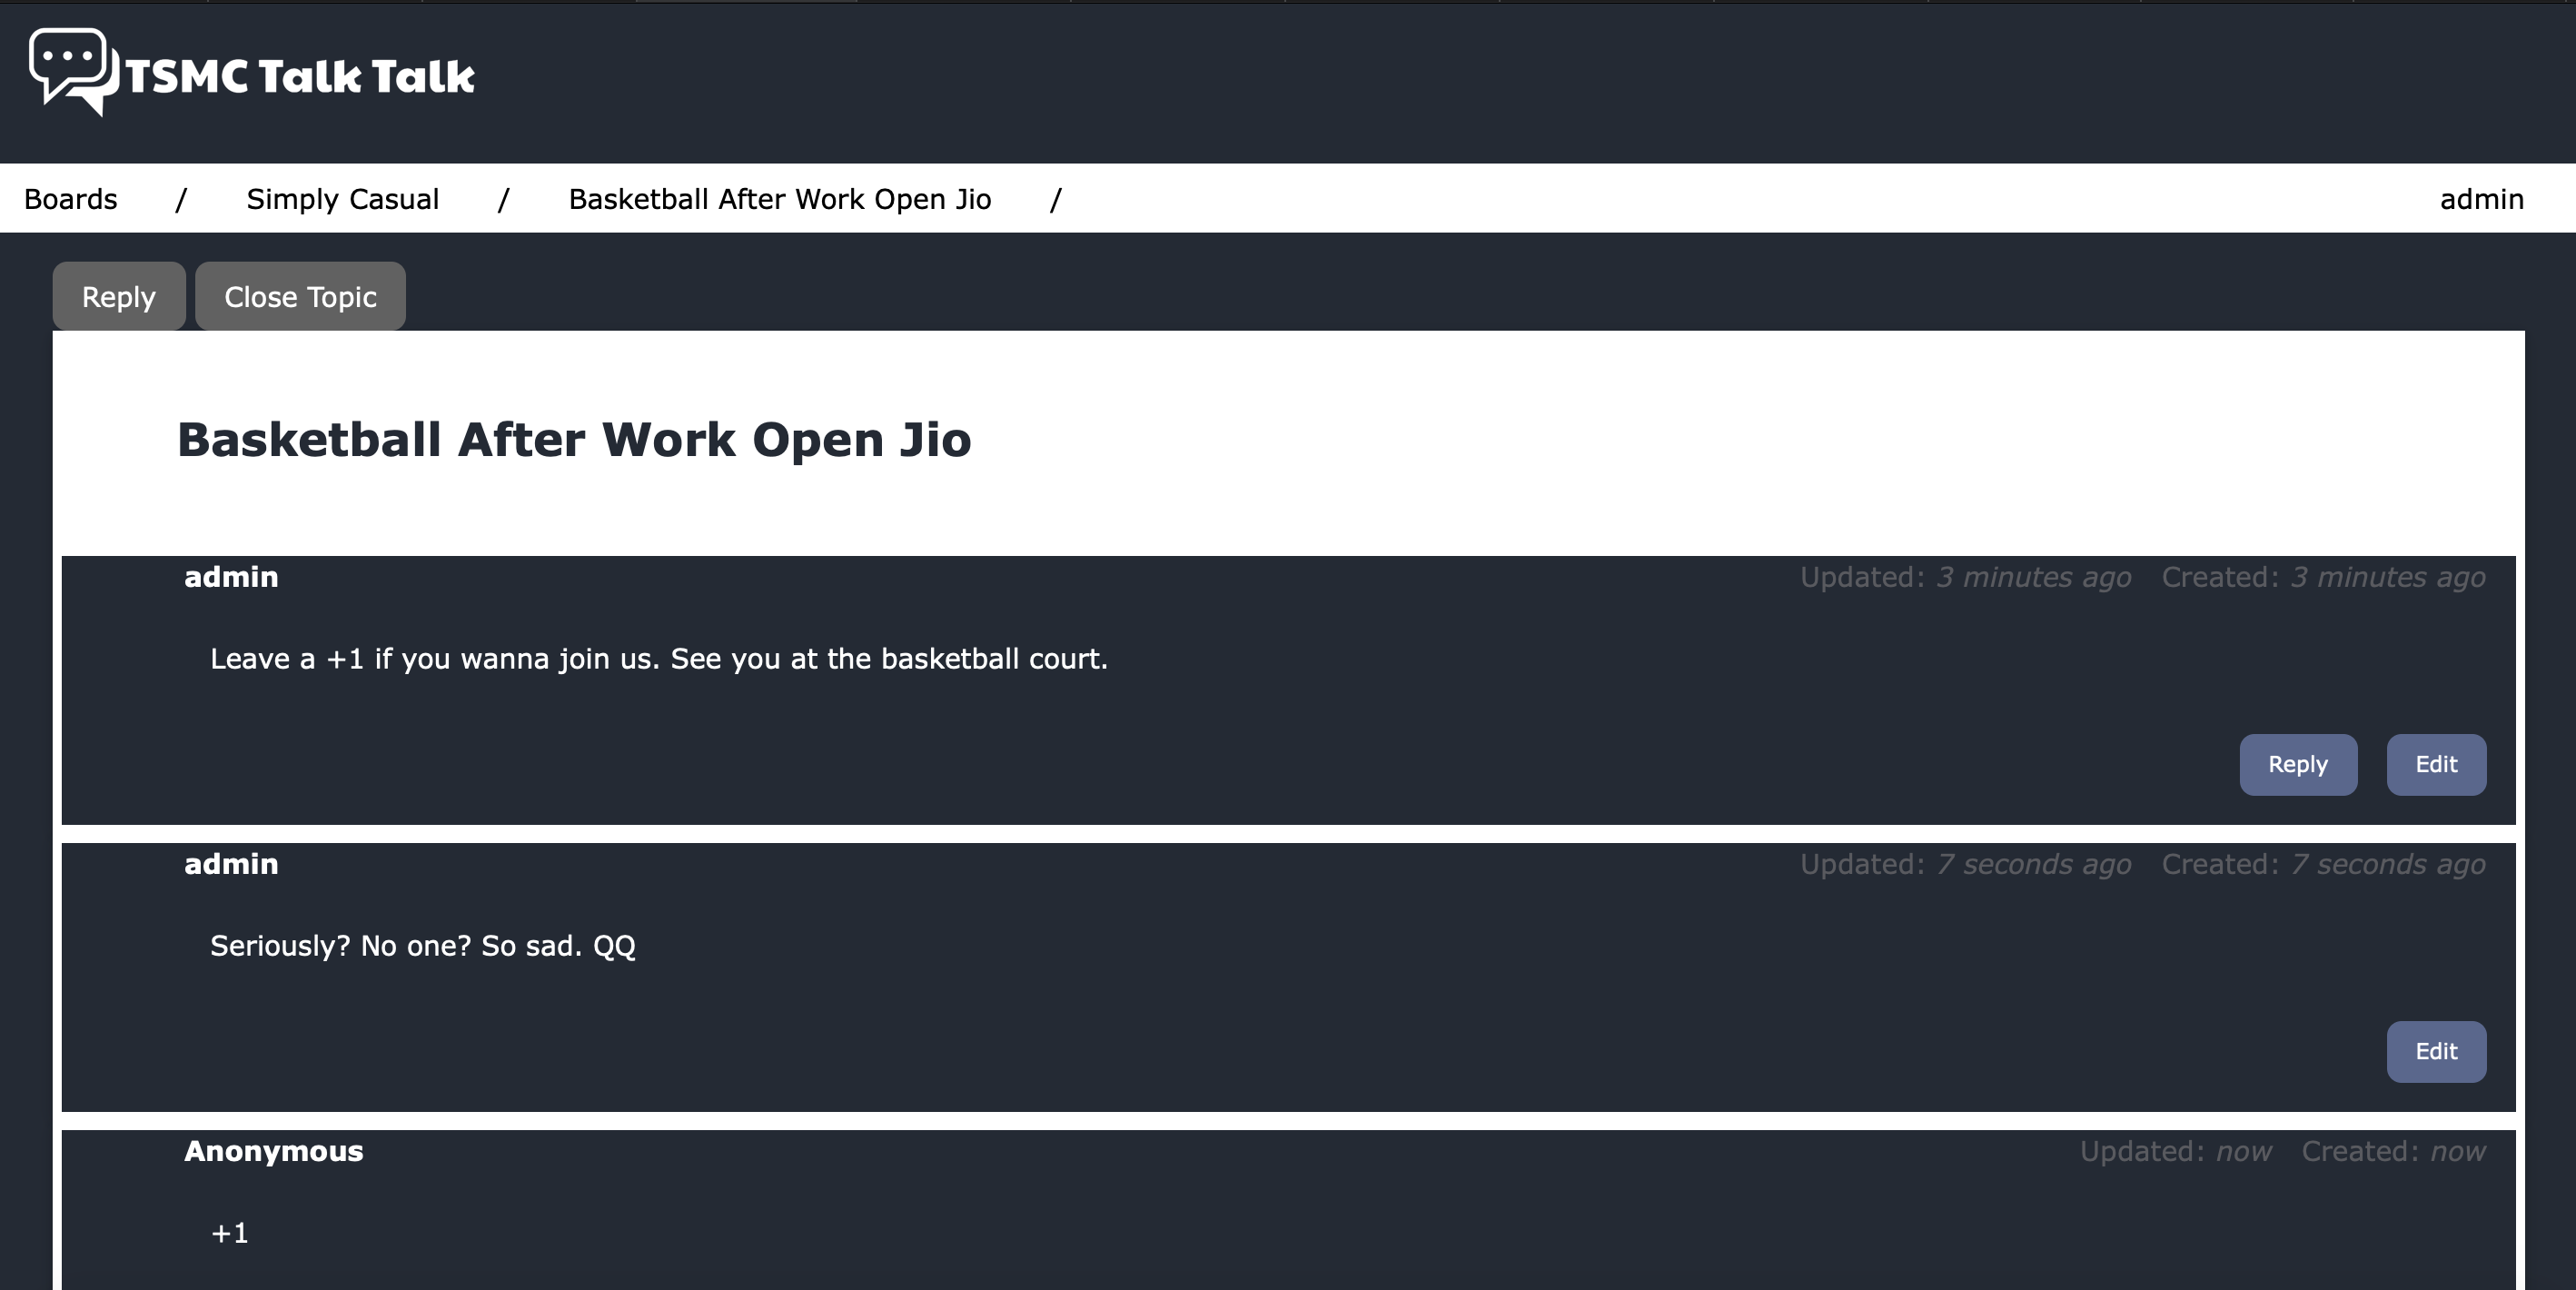 TSMC Talk Talk
Boards / Simply Casual / Basketball After Work Open Jio / admin
Reply Close Topic
Basketball After Work Open Jio
admin Updated: 3 minutes ago Created: 3 minutes ago
Leave a +1 if you wanna join us. See you at the basketball court.
Reply Edit
admin Updated: 7 seconds ago Created: 7 seconds ago
Seriously? No one? So sad. QQ
Edit
Anonymous Updated: now Created: now
+1